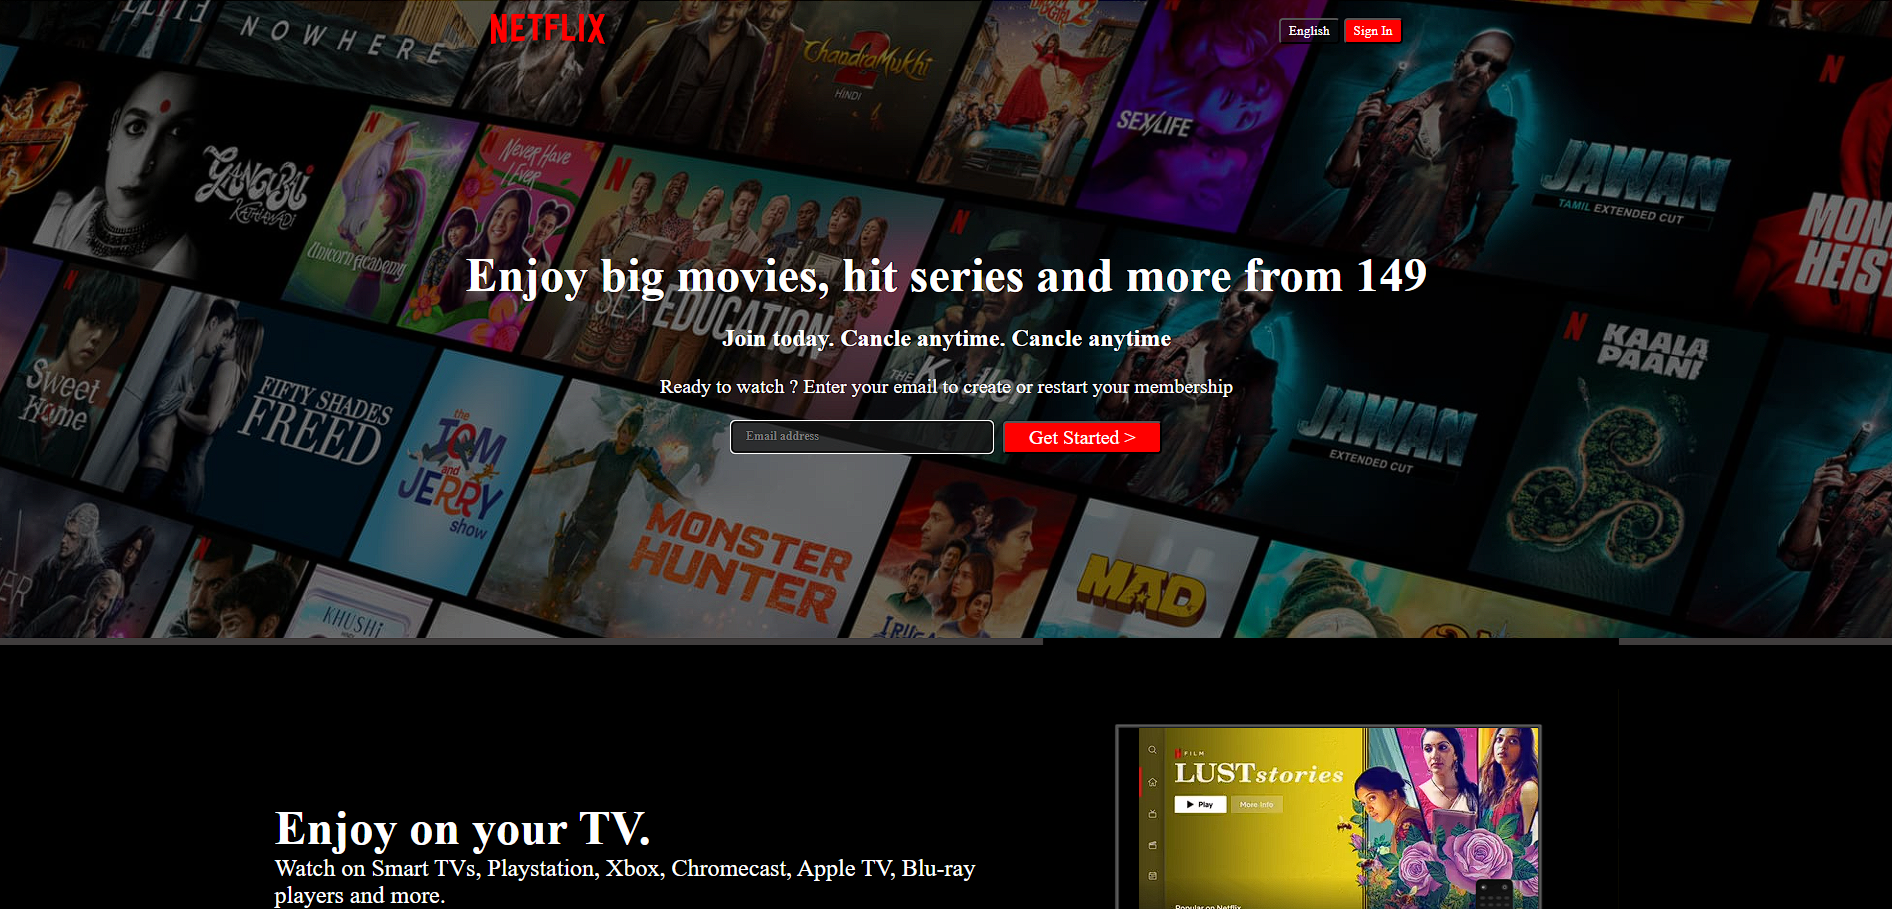 NOWHERE
NETFLIX
English
Sign In
ChandraMukhi
2
HINDI
SEX/LIFE
GANGUBAI
KATHIAWADI
Never Have
I Ever
Unicorn Academy
JAWAN
TAMIL EXTENDED CUT
MON
HEIST
Enjoy big movies, hit series and more from 149
SEX EDUCATION
Join today. Cancle anytime. Cancle anytime
THE
Killer
Ready to watch ? Enter your email to create or restart your membership
Email address
Get Started >
Sweet
Home
FIFTY SHADES
FREED
the
TOM
and
JERRY
show
KAALA
PAANI
JAWAN
EXTENDED CUT
MONSTER
HUNTER
MAD
KHUSHI
IRUGA
Enjoy on your TV.
Watch on Smart TVs, Playstation, Xbox, Chromecast, Apple TV, Blu-ray
players and more.
FILM
LUST stories
Play
More Info
Popular on Netflix